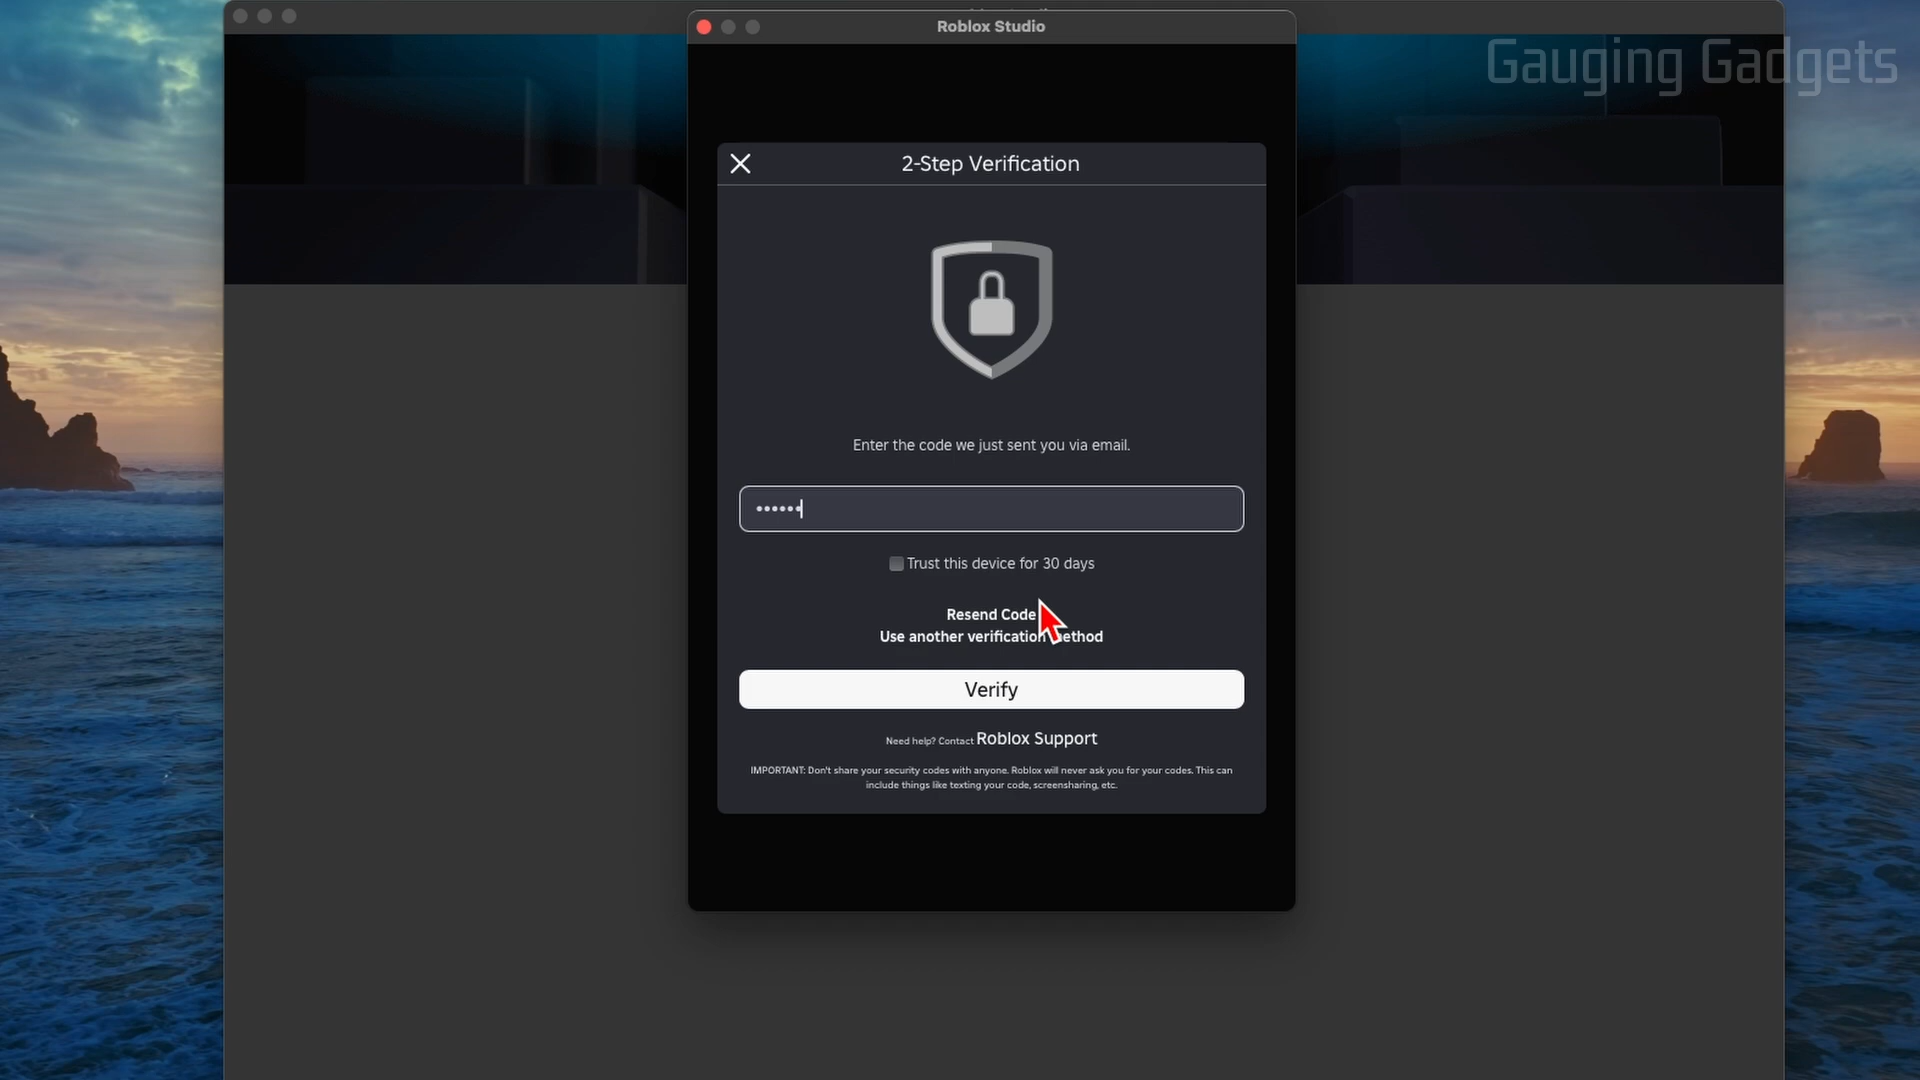 Roblox Studio
Gauging Gadgets
2-Step Verification
Enter the code we just sent you via email.
••••••
Trust this device for 30 days
Resend Code
Use another verification method
Verify
Need help? Contact Roblox Support
IMPORTANT: Don't share your security codes with anyone. Roblox will never ask you for your codes. This can
include things like texting your code, screensharing, etc.